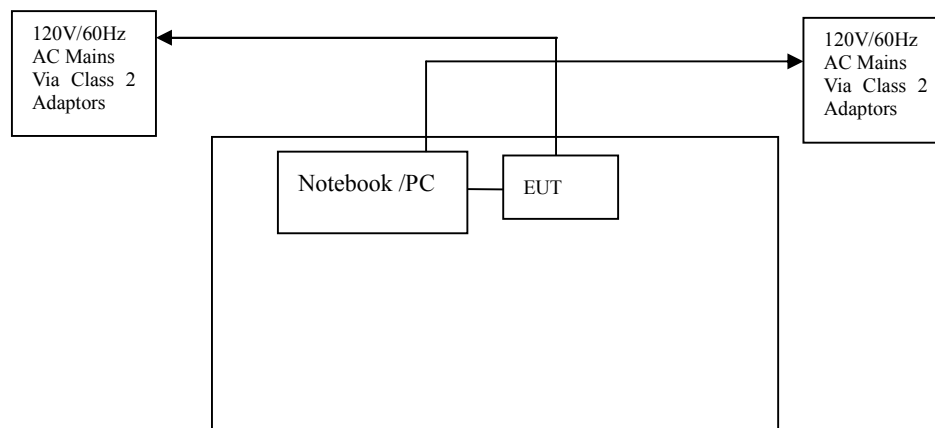 120V/60Hz
AC Mains
Via Class 2
Adaptors
120V/60Hz
AC Mains
Via Class 2
Adaptors
Notebook /PC
EUT